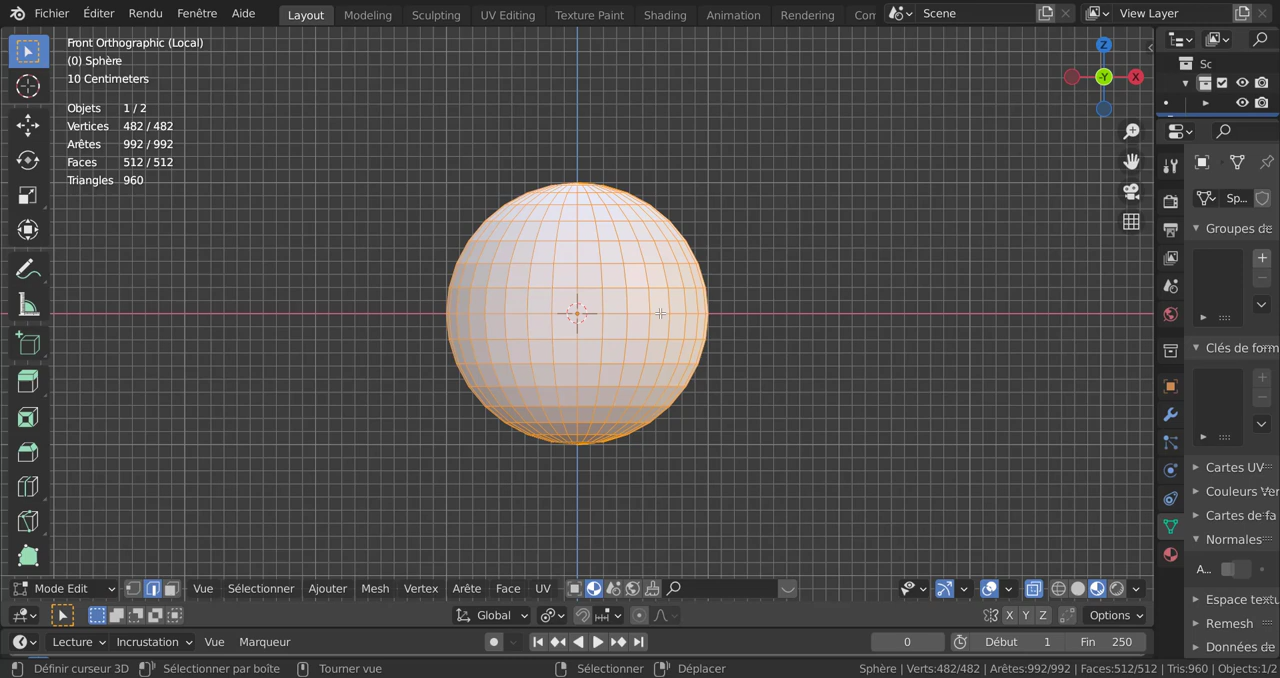 Fichier Éditer Rendu Fenêtre Aide Layout Modeling Sculpting UV Editing Texture Paint Shading Animation Rendering Con Scene View Layer
Front Orthographic (Local)
(0) Sphère
10 Centimeters
Objets 1 / 2
Vertices 482 / 482
Arêtes 992 / 992
Faces 512 / 512
Triangles 960
Z
-Y X
Sc
Sp...
Groupes de
Clés de form
Cartes UV
Couleurs Ver
Cartes de fa
Normales
A...
Espace textu
Remesh
Données de
Mode Edit Vue Sélectionner Ajouter Mesh Vertex Arête Face UV
Global X Y Z Options
Lecture Incrustation Vue Marqueur 0 Début 1 Fin 250
Définir curseur 3D Sélectionner par boîte Tourner vue Sélectionner Déplacer Sphère | Verts:482/482 | Arêtes:992/992 | Faces:512/512 | Tris:960 | Objects:1/2